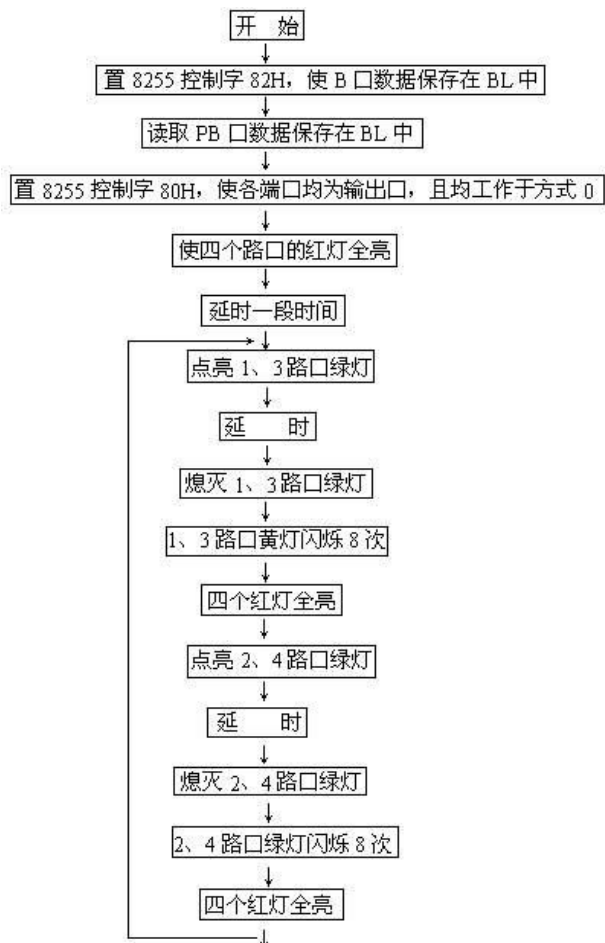 开 始
置 8255 控制字 82H，使 B 口数据保存在 BL 中
读取 PB 口数据保存在 BL 中
置 8255 控制字 80H，使各端口均为输出口，且均工作于方式 0
使四个路口的红灯全亮
延时一段时间
点亮 1、3 路口绿灯
延 时
熄灭 1、3 路口绿灯
1、3 路口黄灯闪烁 8 次
四个红灯全亮
点亮 2、4 路口绿灯
延 时
熄灭 2、4 路口绿灯
2、4 路口绿灯闪烁 8 次
四个红灯全亮